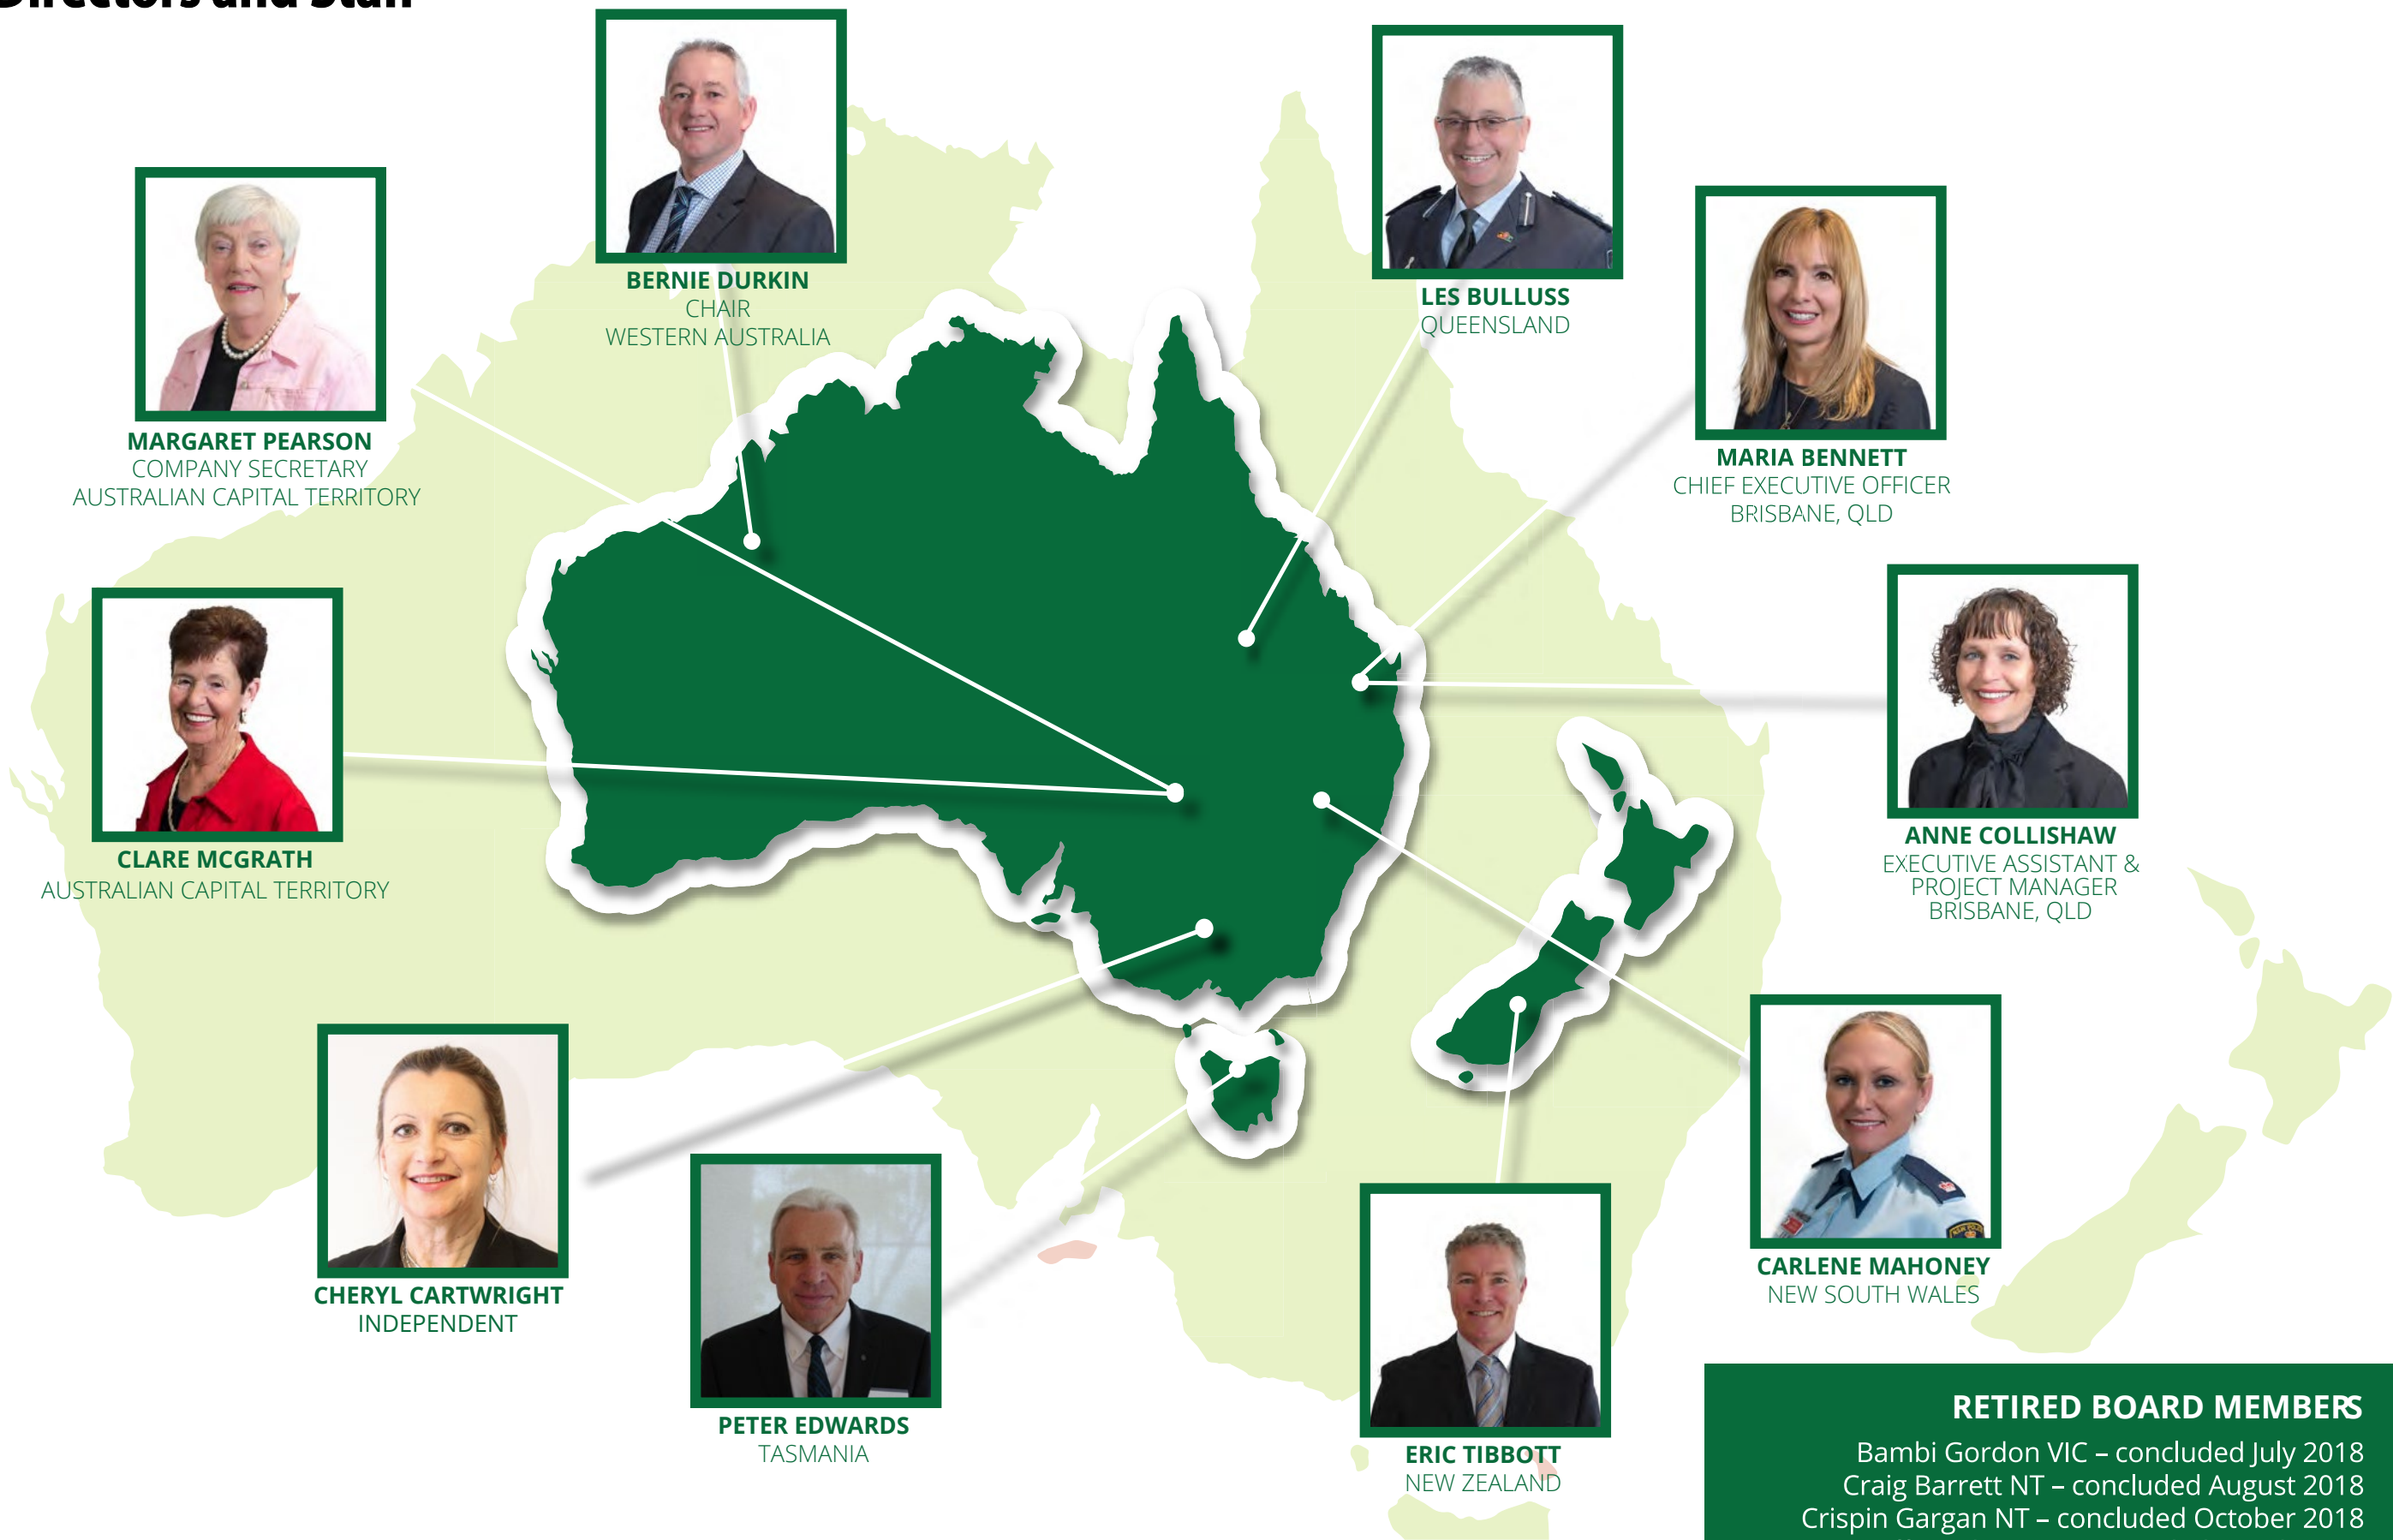 Directors and Staff
BERNIE DURKIN
CHAIR
WESTERN AUSTRALIA
LES BULLUSS
QUEENSLAND
MARGARET PEARSON
COMPANY SECRETARY
AUSTRALIAN CAPITAL TERRITORY
MARIA BENNETT
CHIEF EXECUTIVE OFFICER
BRISBANE, QLD
CLARE MCGRATH
AUSTRALIAN CAPITAL TERRITORY
ANNE COLLISHAW
EXECUTIVE ASSISTANT &
PROJECT MANAGER
BRISBANE, QLD
CHERYL CARTWRIGHT
INDEPENDENT
PETER EDWARDS
TASMANIA
ERIC TIBBOTT
NEW ZEALAND
CARLENE MAHONEY
NEW SOUTH WALES
RETIRED BOARD MEMBERS
Bambi Gordon VIC – concluded July 2018
Craig Barrett NT – concluded August 2018
Crispin Gargan NT – concluded October 2018